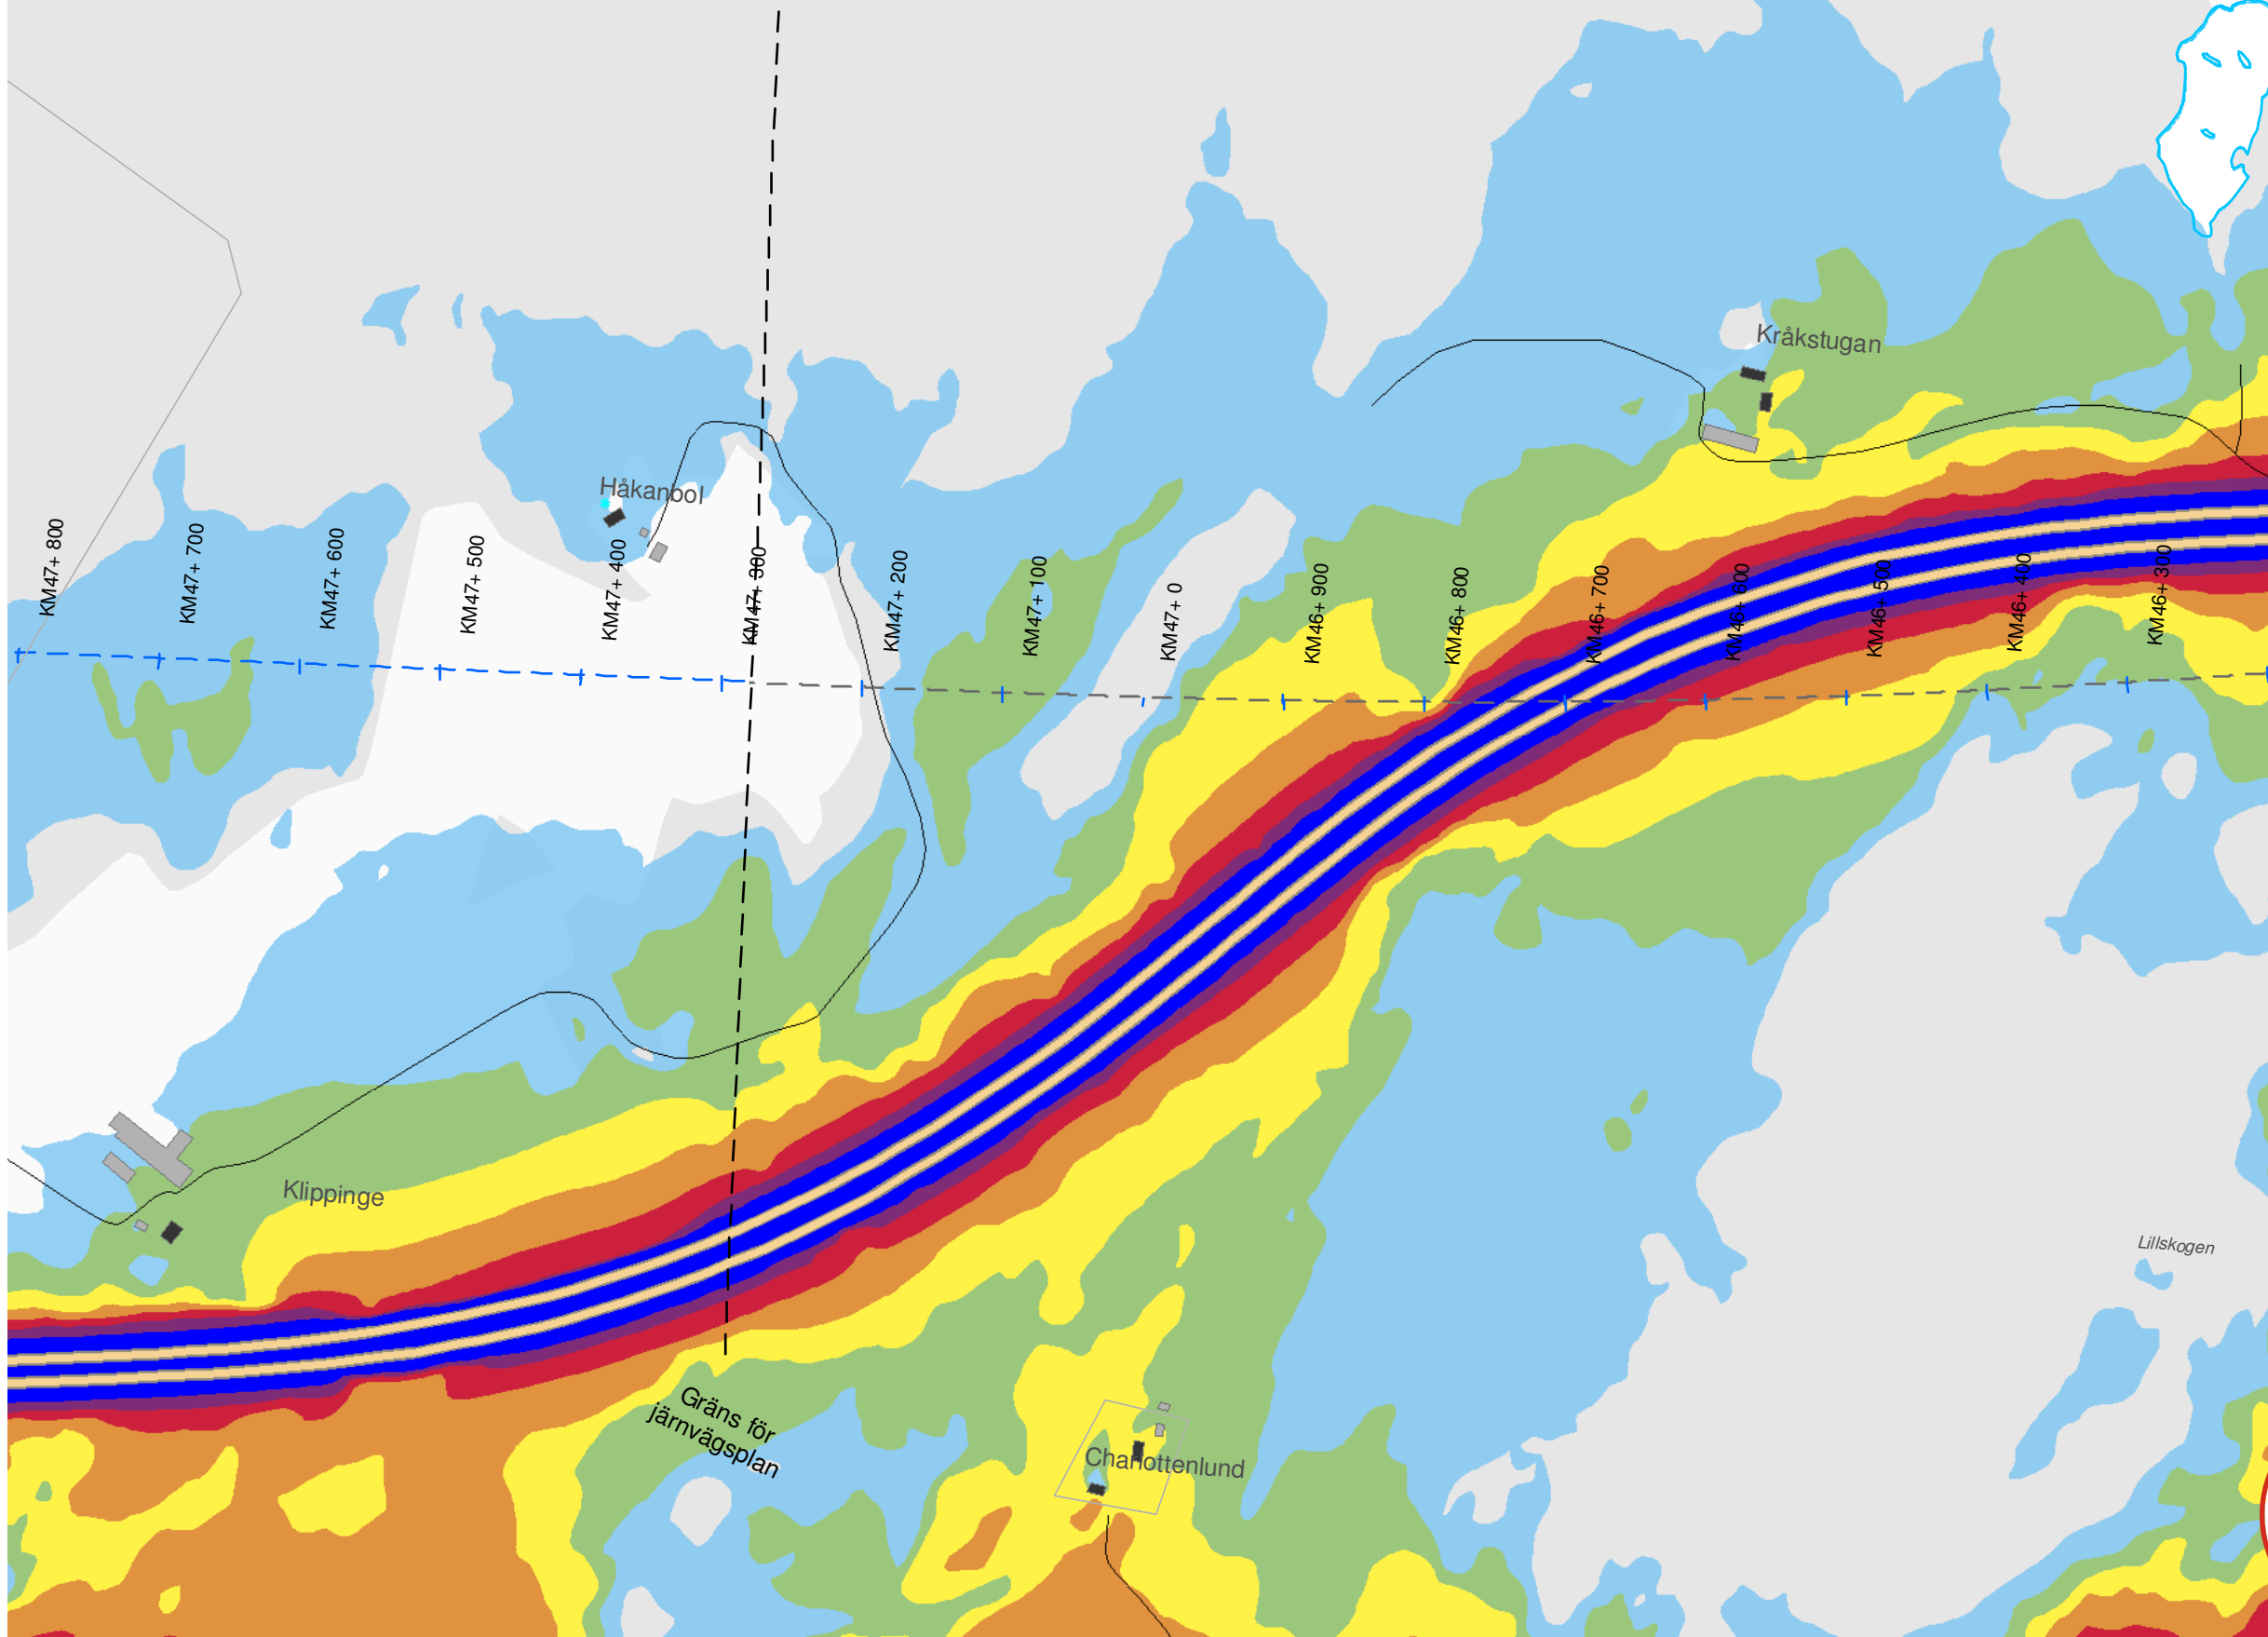 Kråkstugan
Håkanbol
KM47+ 800
KM47+ 700
KM47+ 600
KM47+ 500
KM47+ 400
KM47+ 300
KM47+ 200
KM47+ 100
KM47+ 0
KM46+ 900
KM46+ 800
KM46+ 700
KM46+ 600
KM46+ 500
KM46+ 400
KM46+ 300
Klippinge
Lillskogen
Gräns för
järnvägsplan
Charlottenlund